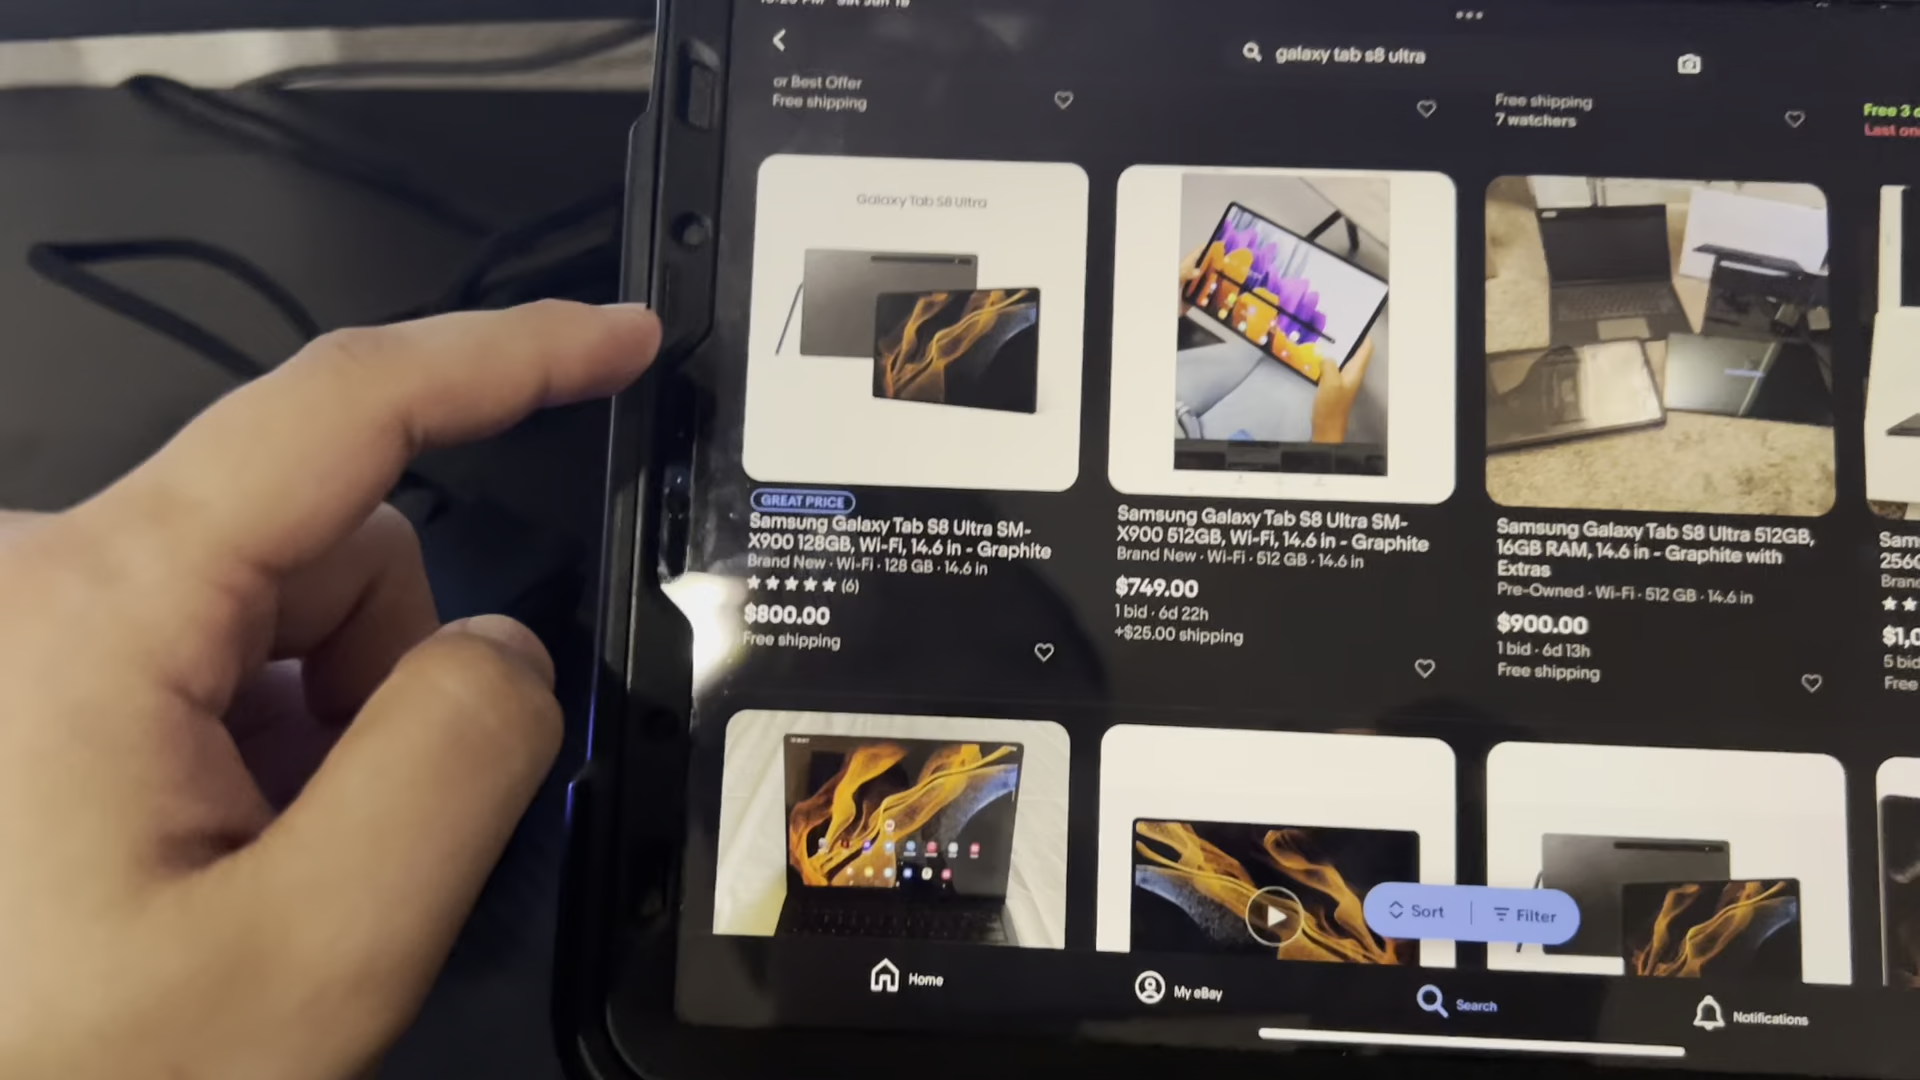 galaxy tab s8 ultra
or Best Offer
Free shipping
Free shipping
7 watchers
Free 3
Last
Galaxy Tab S8 Ultra
GREAT PRICE
Samsung Galaxy Tab S8 Ultra SM-
X900 128GB, Wi-Fi, 14.6 in - Graphite
Brand New · Wi-Fi · 128 GB · 14.6 in
(6)
$800.00
Free shipping
Samsung Galaxy Tab S8 Ultra SM-
X900 512GB, Wi-Fi, 14.6 in - Graphite
Brand New · Wi-Fi · 512 GB · 14.6 in
$749.00
1 bid · 6d 22h
+$25.00 shipping
Samsung Galaxy Tab S8 Ultra 512GB,
16GB RAM, 14.6 in - Graphite with
Extras
Pre-Owned · Wi-Fi · 512 GB · 14.6 in
$900.00
1 bid · 6d 13h
Free shipping
Sort
Filter
Home
My eBay
Search
Notifications